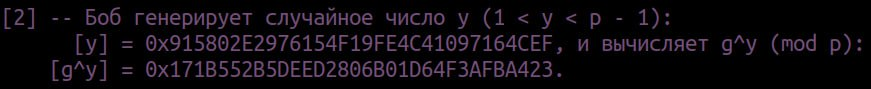 [2] -- Боб генерирует случайное число y (1 < y < p - 1):
[y] = 0x915802E2976154F19FE4C41097164CEF, и вычисляет g^y (mod p):
[g^y] = 0x171B552B5DEED2806B01D64F3AFBA423.